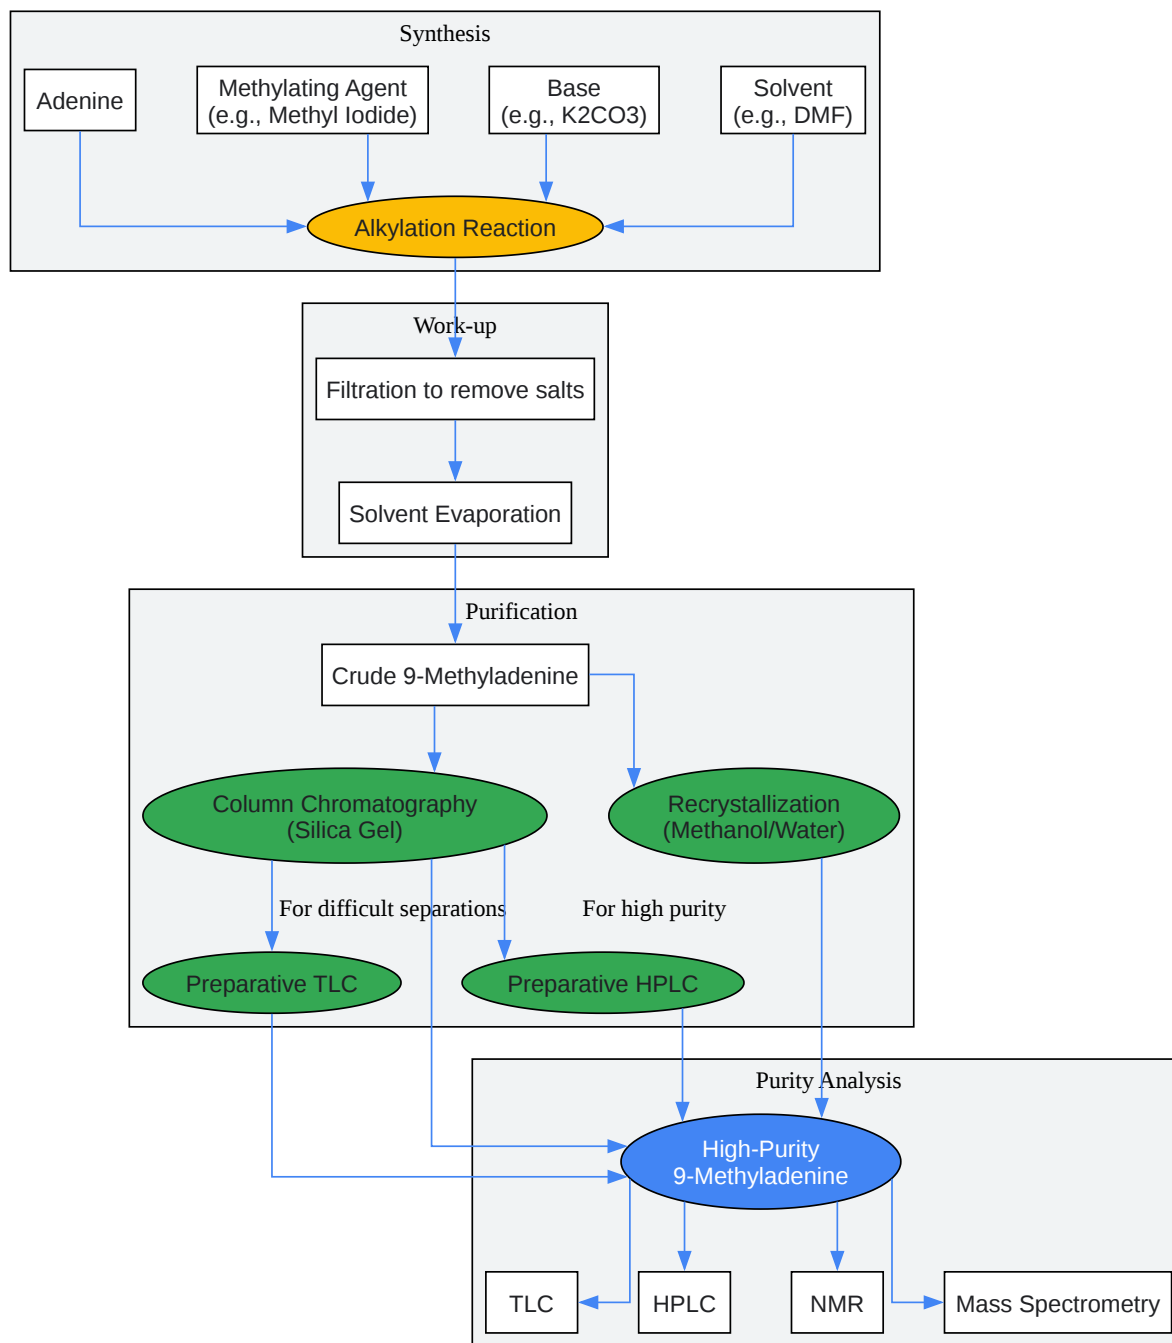 Synthesis
Adenine
Methylating Agent
(e.g., Methyl Iodide)
Base
(e.g., K2CO3)
Solvent
(e.g., DMF)
Alkylation Reaction
Work-up
Filtration to remove salts
Solvent Evaporation
Purification
Crude 9-Methyladenine
Column Chromatography
(Silica Gel)
Recrystallization
(Methanol/Water)
For difficult separations
For high purity
Preparative TLC
Preparative HPLC
Purity Analysis
High-Purity
9-Methyladenine
TLC
HPLC
NMR
Mass Spectrometry